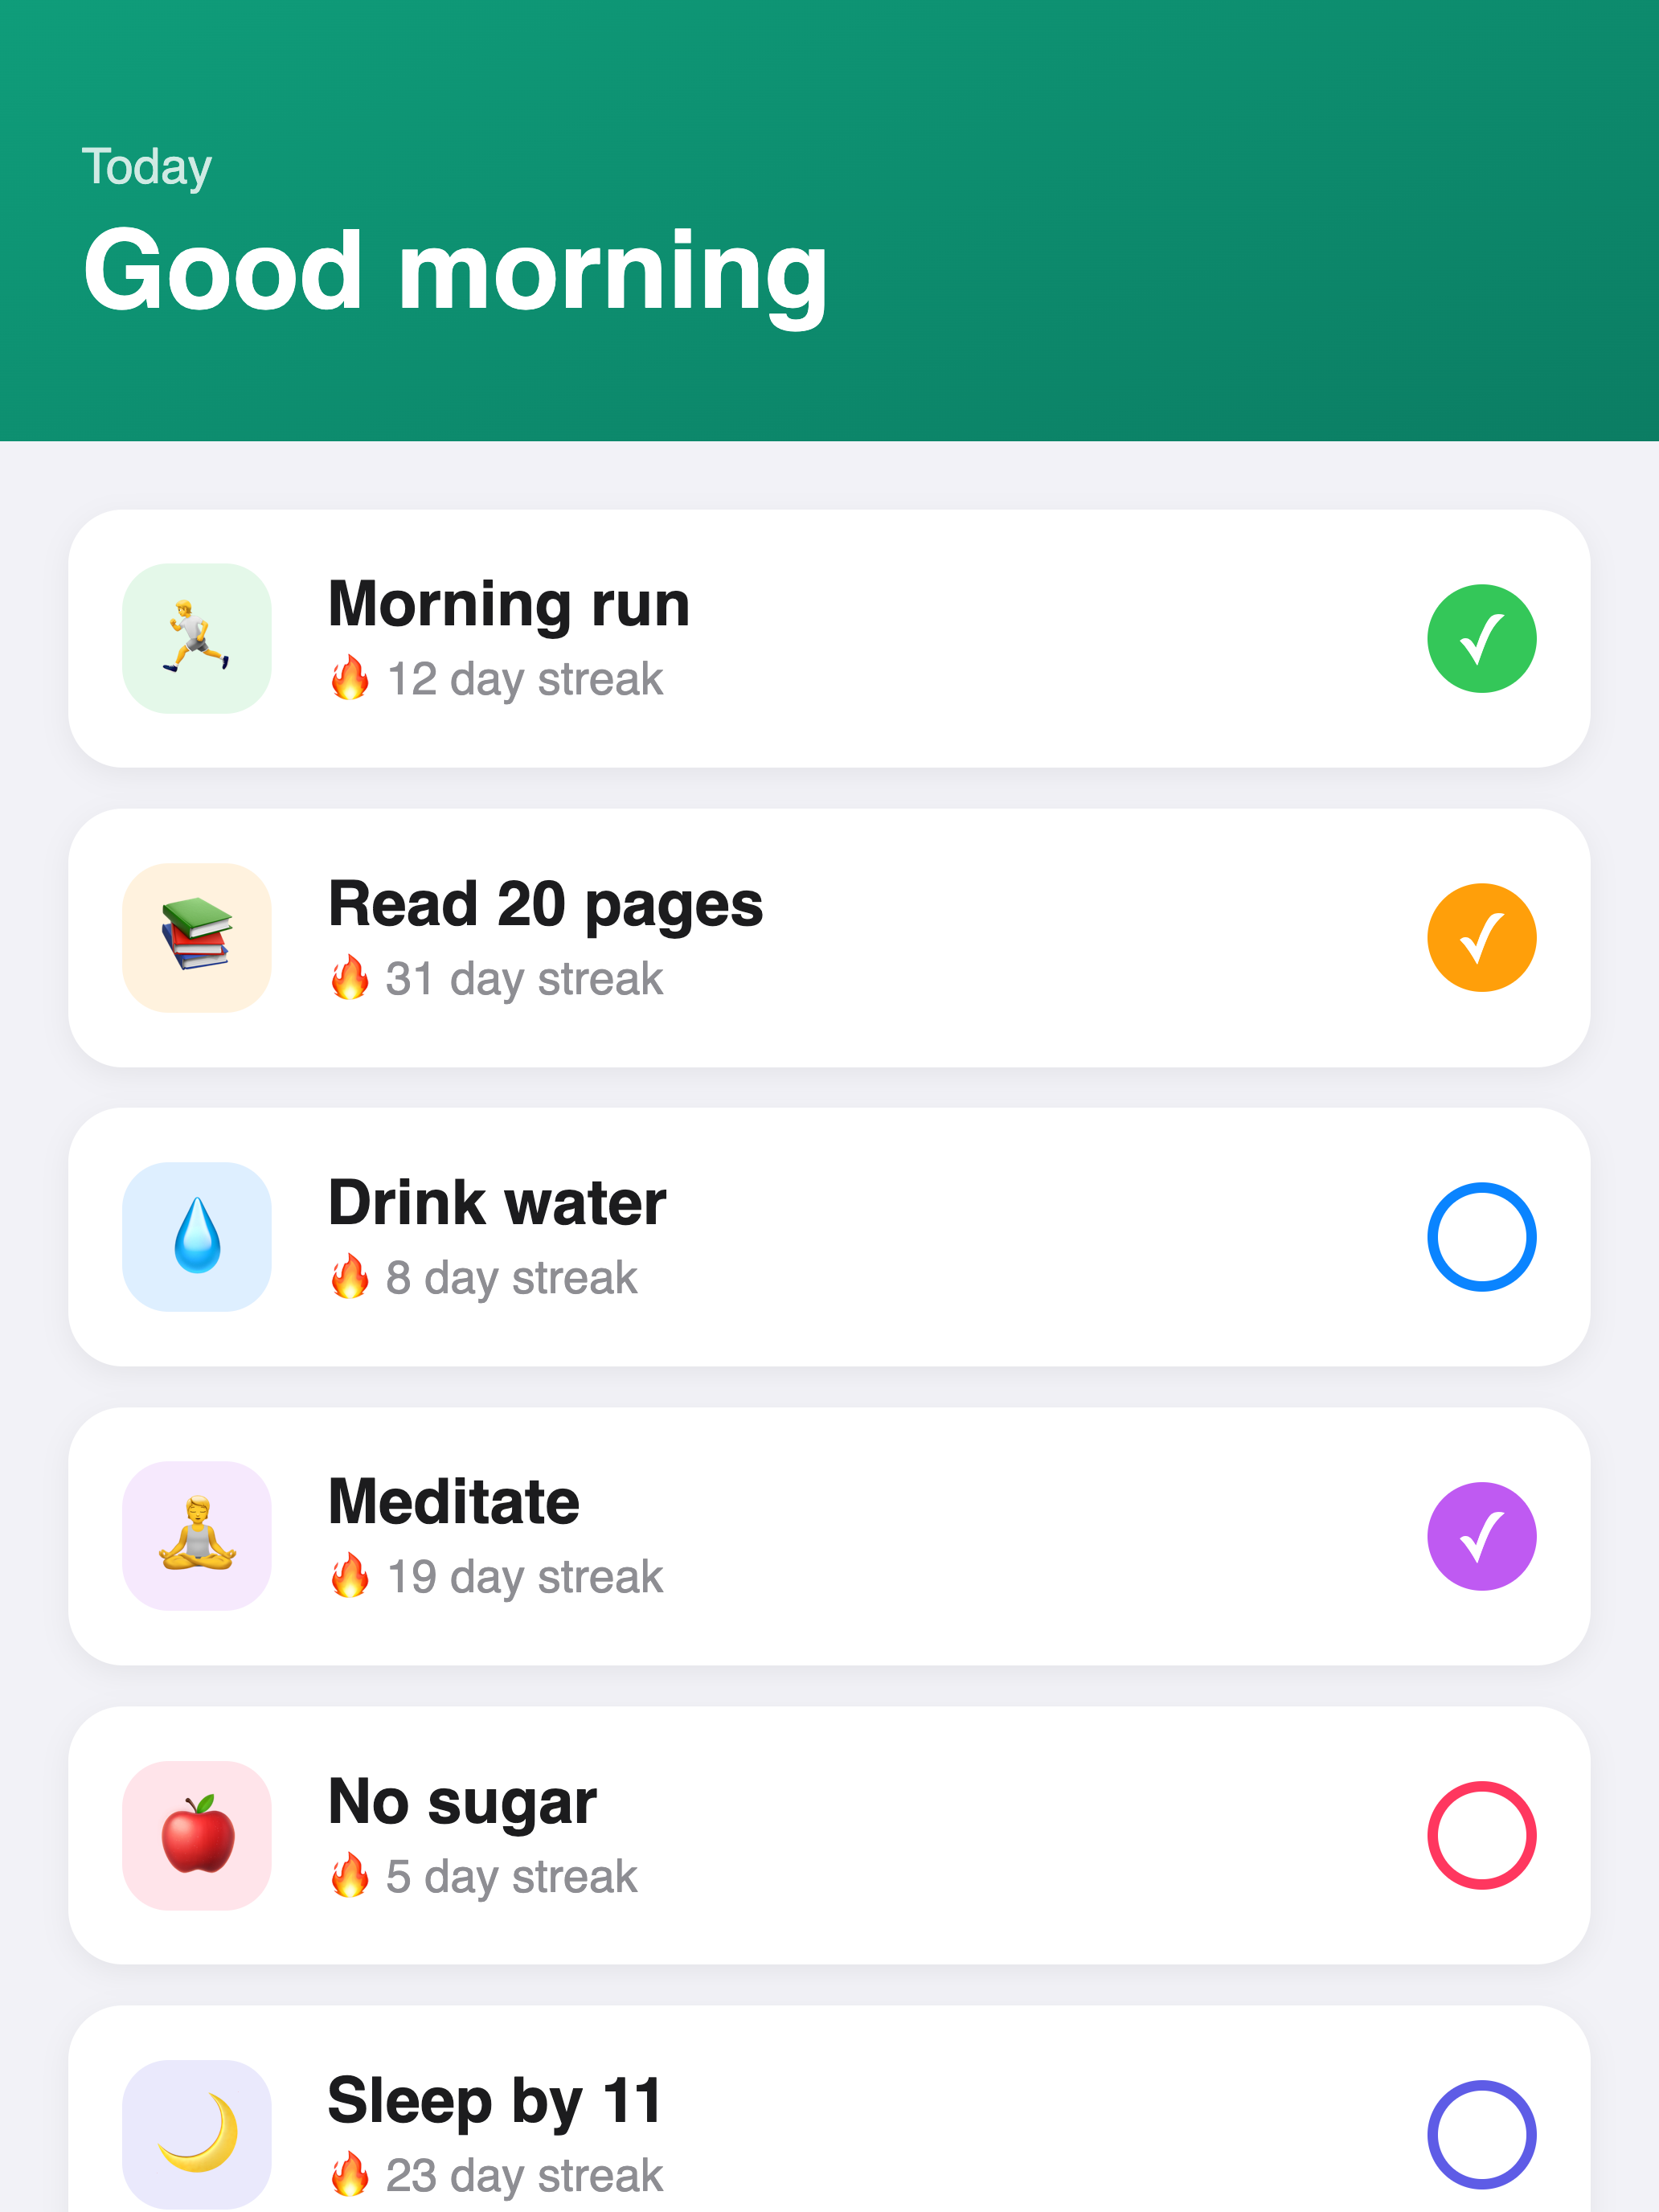 Today
Good morning
Morning run
🔥 12 day streak
Read 20 pages
🔥 31 day streak
Drink water
🔥 8 day streak
Meditate
🔥 19 day streak
No sugar
🔥 5 day streak
Sleep by 11
🔥 23 day streak